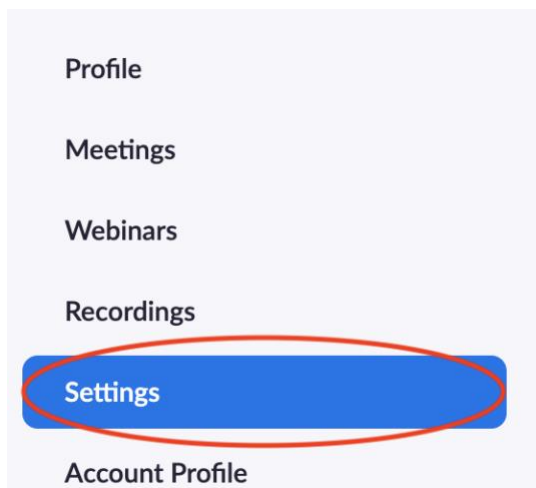 Profile
Meetings
Webinars
Recordings
Settings
Account Profile